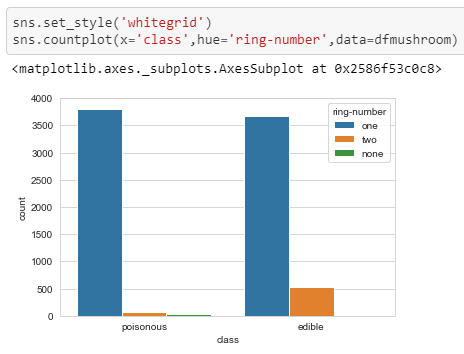 sns.set_style('whitegrid')
sns.countplot(x='class',hue='ring-number',data=dfmushroom)
<matplotlib.axes._subplots.AxesSubplot at 0x2586f53c0c8>
4000
3500
3000
2500
2000
1500
1000
500
0
count
ring-number
one
two
none
poisonous
edible
class